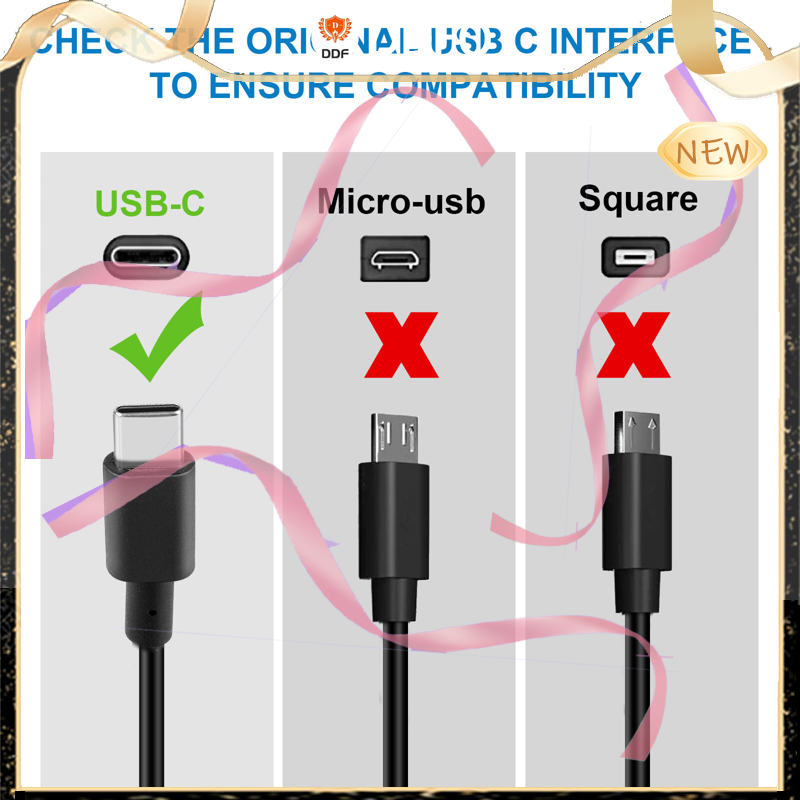 CHECK THE ORIGINAL USB C INTERFACE
DDF
TO ENSURE COMPATIBILITY
NEW
USB-C
Micro-usb
Square